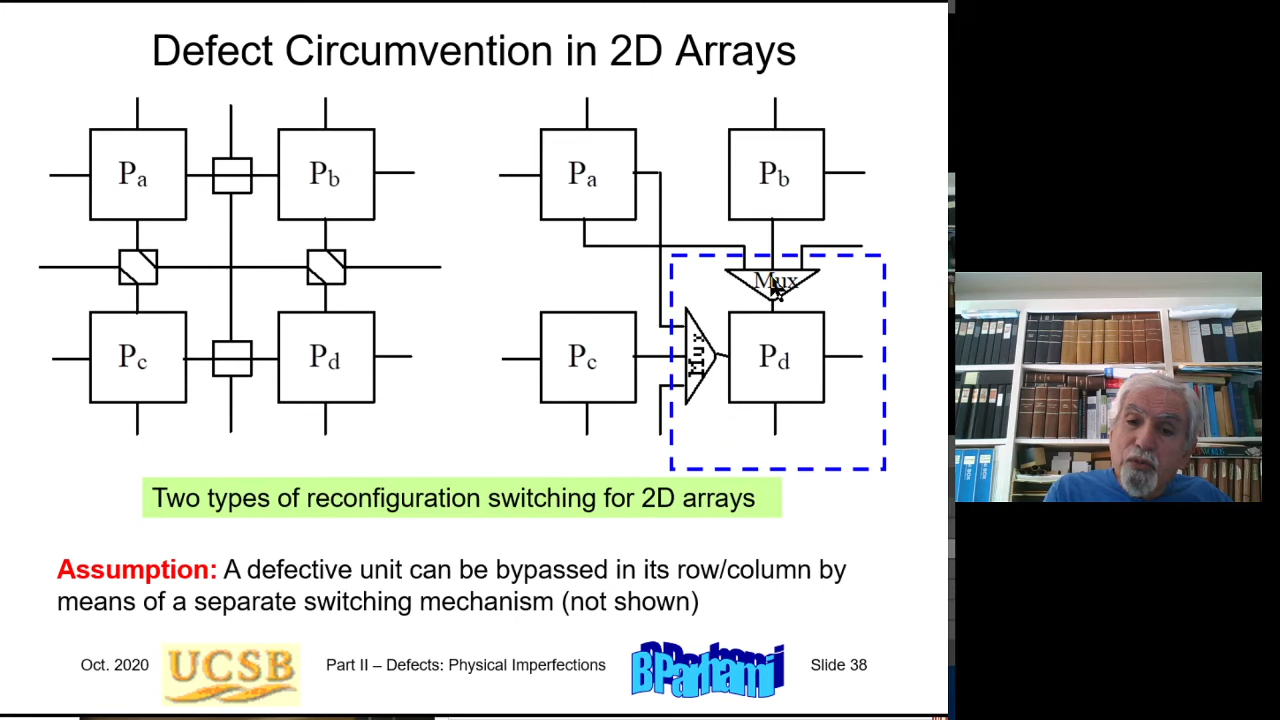 Defect Circumvention in 2D Arrays
Pa
Pb
Pa
Pb
Mux
Pc
Pd
Pc
Mux
Pd
Two types of reconfiguration switching for 2D arrays
Assumption: A defective unit can be bypassed in its row/column by
means of a separate switching mechanism (not shown)
Oct. 2020
UCSB
Part II – Defects: Physical Imperfections
BParhami
Slide 38